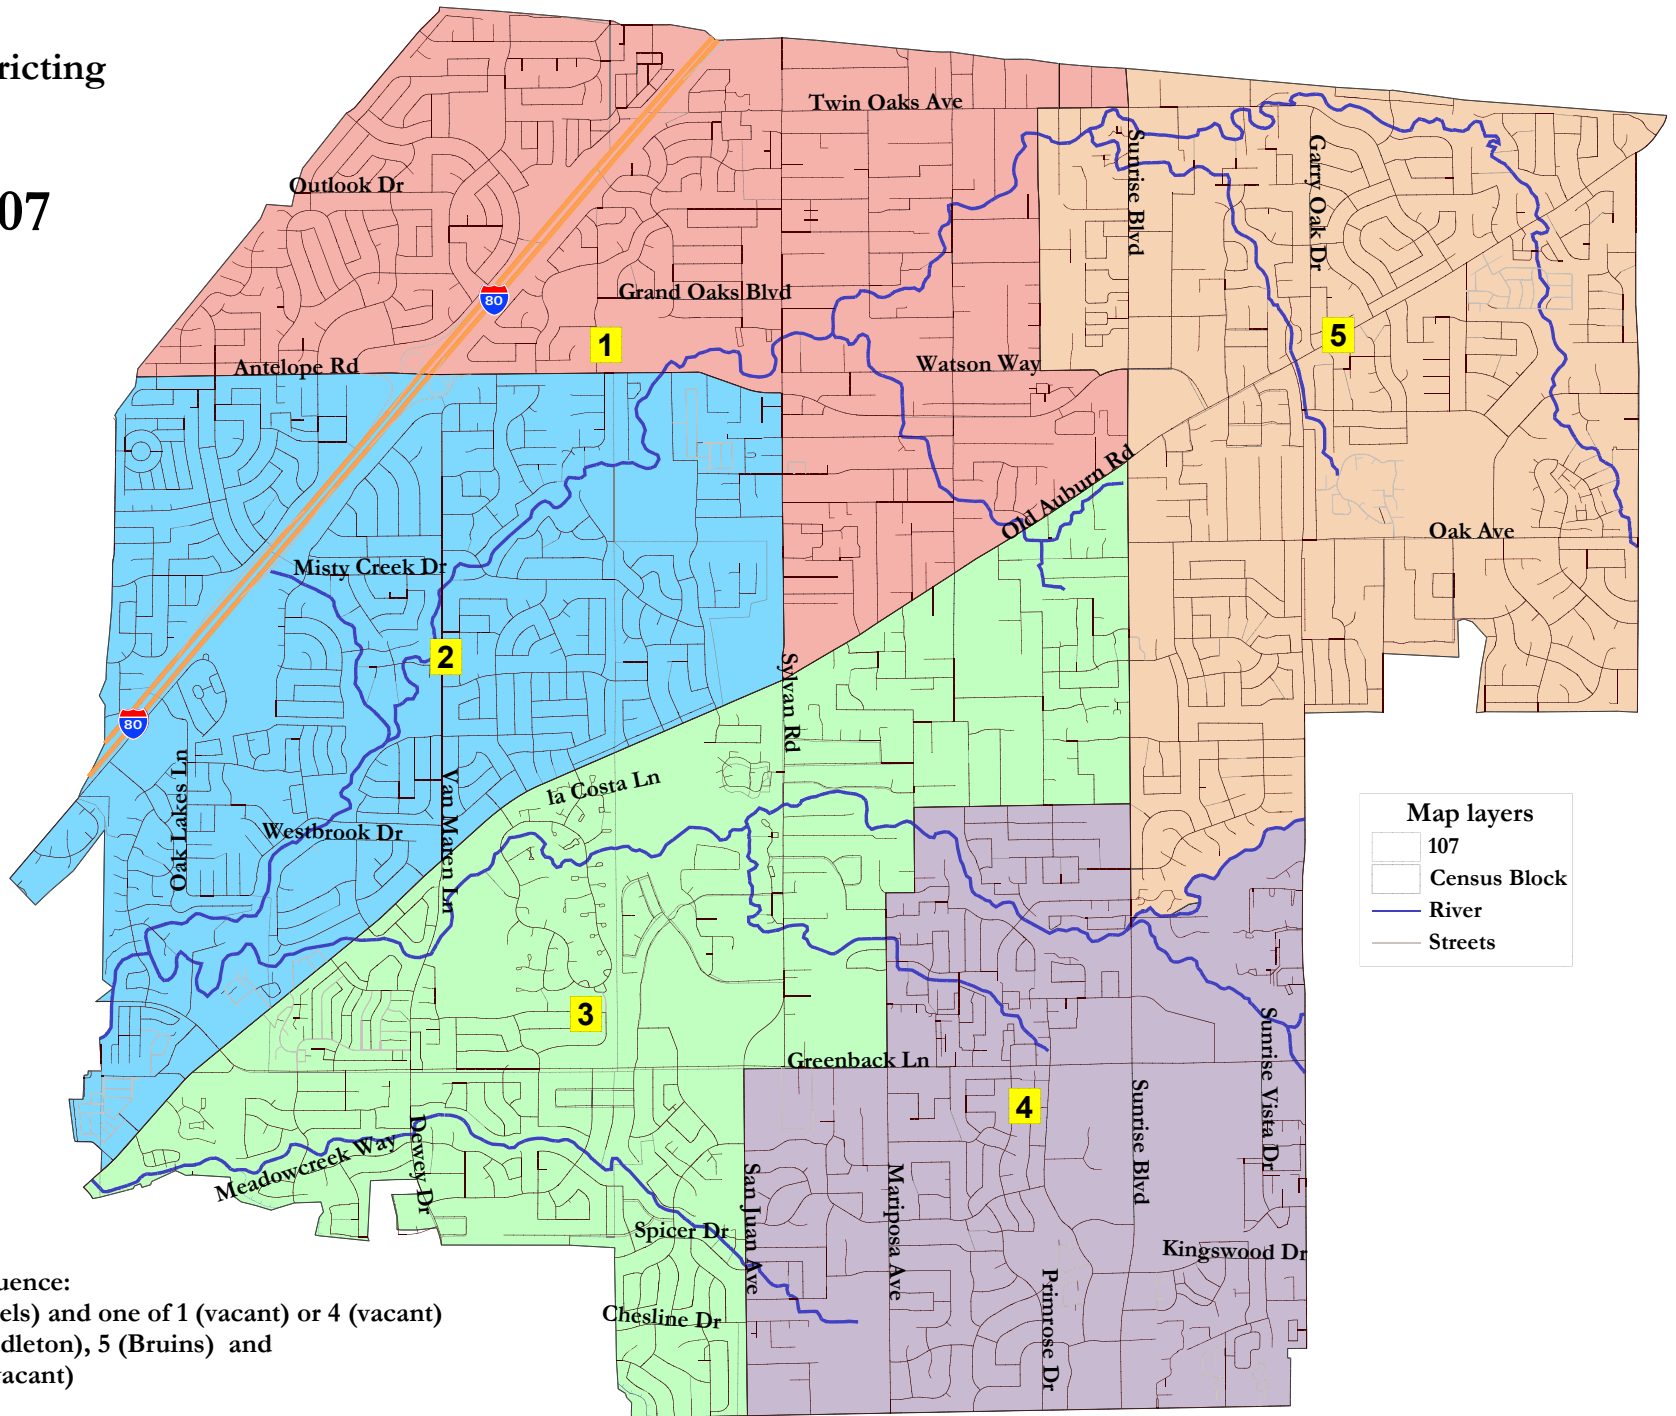 ricting
07
Twin Oaks Ave
Outlook Dr
Sunrise Blvd
Garry Oak Dr
80
Grand Oaks Blvd
1
5
Antelope Rd
Watson Way
Old Auburn Rd
Oak Ave
Misty Creek Dr
2
Sylvan Rd
80
Oak Lakes Ln
Van Maren Ln
la Costa Ln
Westbrook Dr
Map layers
107
Census Block
River
Streets
3
Greenback Ln
Sunrise Vista Dr
4
Sunrise Blvd
Meadowcreek Way
Dewey Dr
San Juan Ave
Mariposa Ave
Spicer Dr
Kingswood Dr
Primrose Dr
Chesline Dr
uence:
els) and one of 1 (vacant) or 4 (vacant)
dleton), 5 (Bruins) and
acant)